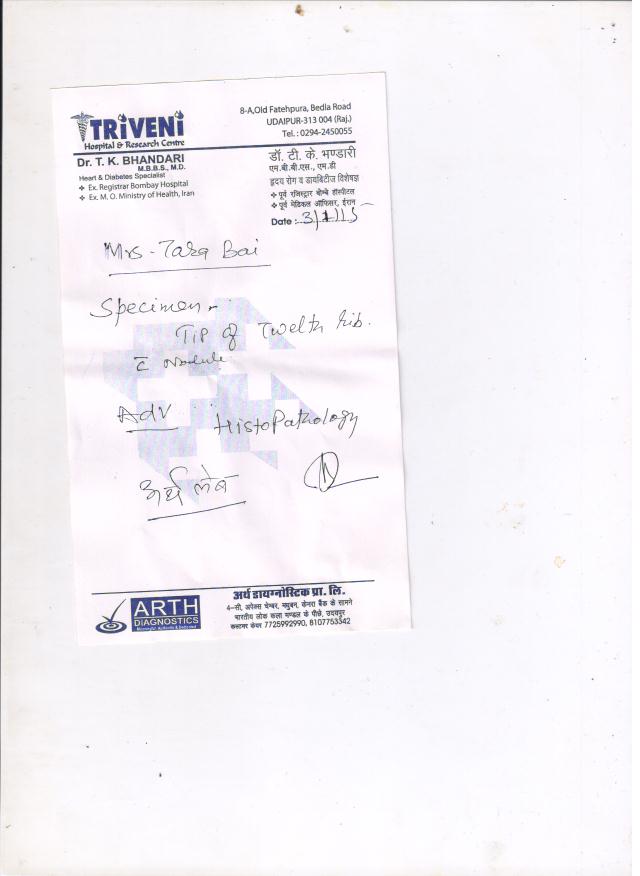 TRIVENI
Hospital & Research Centre
8-A,Old Fatehpura, Bedla Road
UDAIPUR-313 004 (Raj.)
Tel.: 0294-2450055
Dr. T. K. BHANDARI
M.B.B.S., M.D.
Heart & Diabetes Specialist
❖ Ex. Registrar Bombay Hospital
❖ Ex. M. O. Ministry of Health, Iran
डॉ. टी. के. भण्डारी
एम.बी.बी.एस., एम.डी
हृदय रोग व डायबिटीज विशेषज्ञ
❖ पूर्व रजिस्ट्रार बोम्बे हॉस्पीटल
❖ पूर्व मेडिकल ऑफिसर, ईरान
Date :-
Mrs - Tara Bai
Specimen -
Tip of Twelth rib.
c̄ Nodule
Adv
HistoPathology
अर्थ लेब
ARTH
DIAGNOSTICS
अर्थ डायग्नोस्टिक प्रा. लि.
4-सी, अपेक्स चेम्बर, मधुबन, केनरा बैंक के सामने
भारतीय लोक कला मण्डल के पीछे, उदयपुर
कस्टमर केयर 7725992990, 8107753342